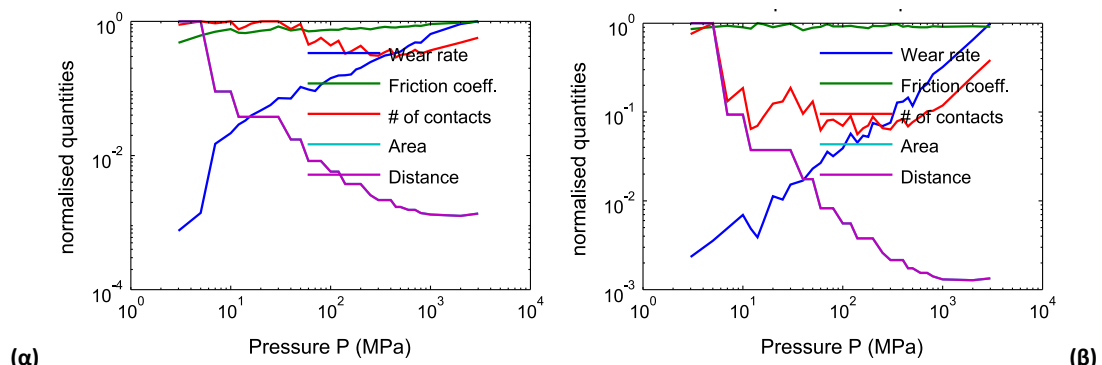 10^0
10^-2
10^-4
normalised quantities
Wear rate
Friction coeff.
# of contacts
Area
Distance
10^0 10^1 10^2 10^3 10^4
Pressure P (MPa)
(α)
10^0
10^-1
10^-2
10^-3
normalised quantities
Wear rate
Friction coeff.
# of contacts
Area
Distance
10^0 10^1 10^2 10^3 10^4
Pressure P (MPa)
(β)